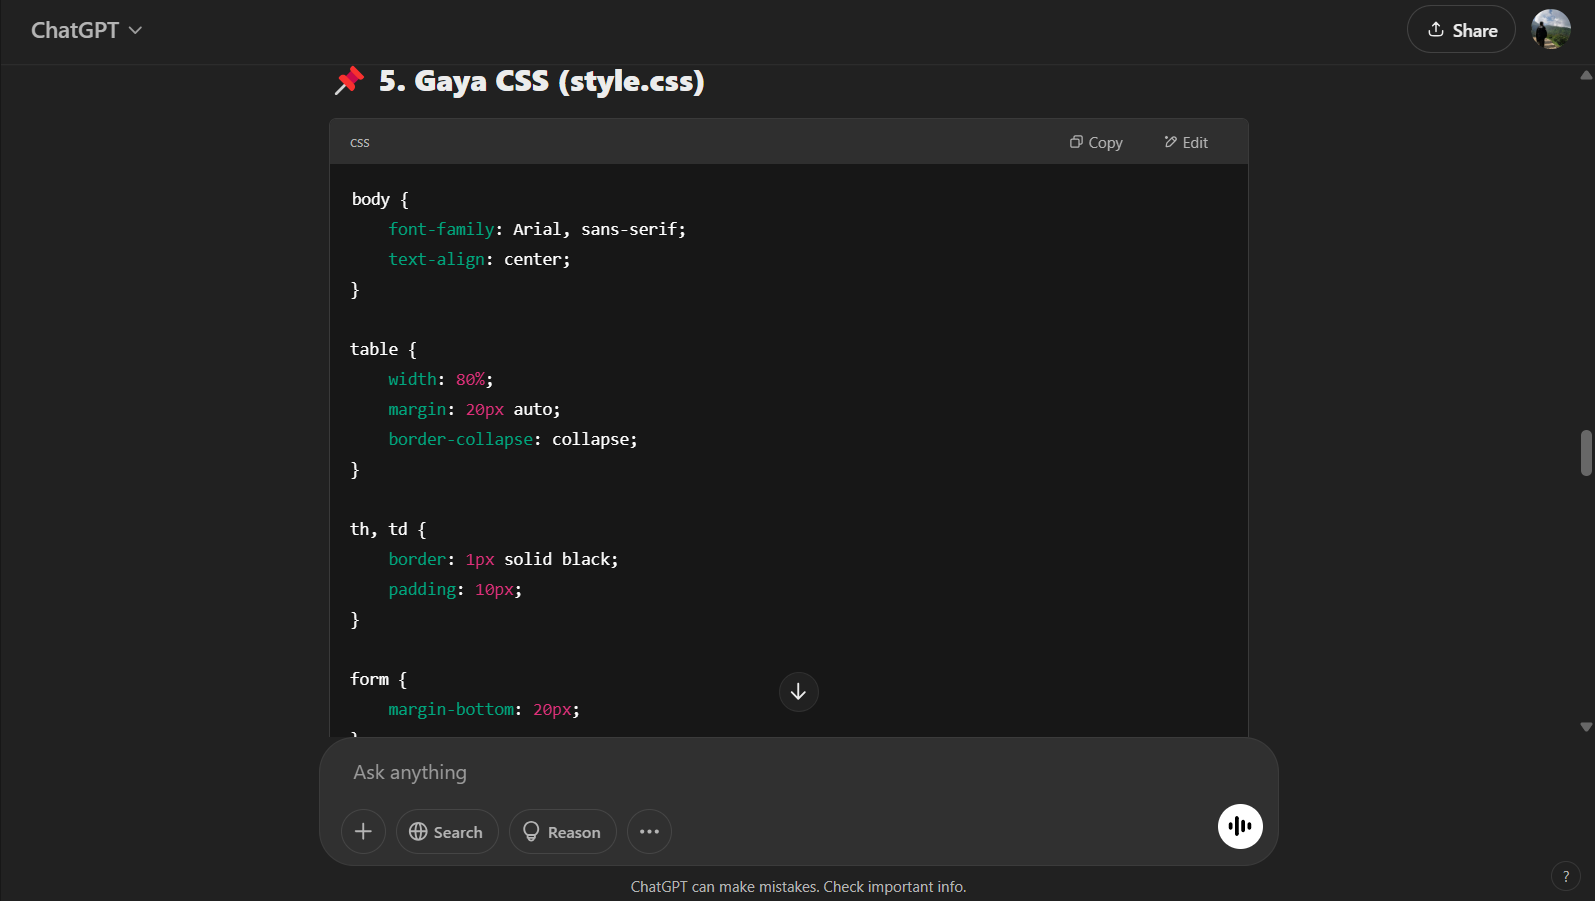 ChatGPT
Share
📌 5. Gaya CSS (style.css)
css
Copy
Edit
body {
    font-family: Arial, sans-serif;
    text-align: center;
}

table {
    width: 80%;
    margin: 20px auto;
    border-collapse: collapse;
}

th, td {
    border: 1px solid black;
    padding: 10px;
}

form {
    margin-bottom: 20px;
}
Ask anything
Search
Reason
ChatGPT can make mistakes. Check important info.
?